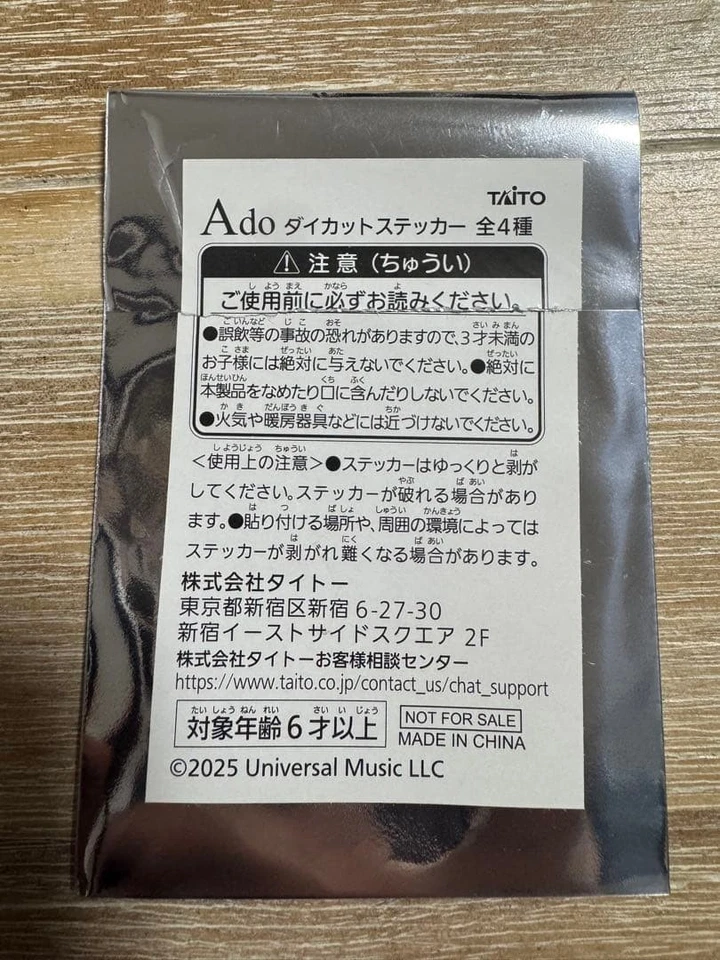 TAITO
Ado ダイカットステッカー 全4種
⚠ 注意（ちゅうい）
ご使用前に必ずお読みください。
●誤飲等の事故の恐れがありますので、3才未満の
お子様には絶対に与えないでください。●絶対に
本製品をなめたり口に含んだりしないでください。
●火気や暖房器具などには近づけないでください。
＜使用上の注意＞●ステッカーはゆっくりと剥が
してください。ステッカーが破れる場合があり
ます。●貼り付ける場所や、周囲の環境によっては
ステッカーが剥がれ難くなる場合があります。
株式会社タイトー
東京都新宿区新宿 6-27-30
新宿イーストサイドスクエア 2F
株式会社タイトーお客様相談センター
https://www.taito.co.jp/contact_us/chat_support
対象年齢6才以上
NOT FOR SALE
MADE IN CHINA
©2025 Universal Music LLC